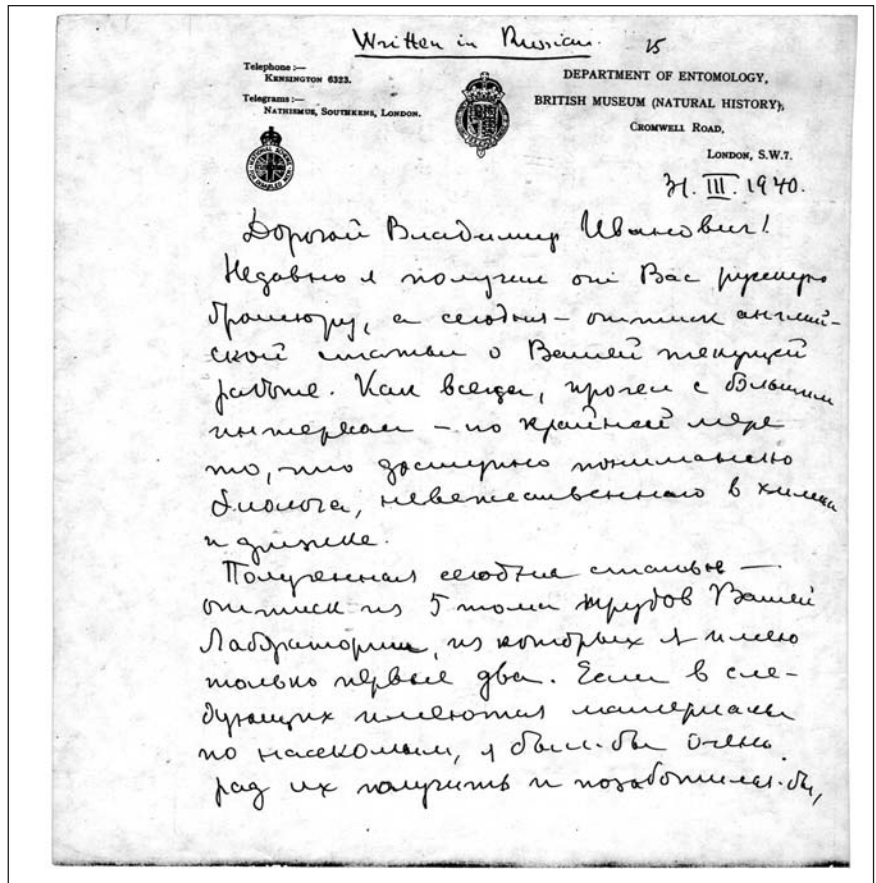 Written in Russian. 15
Telephone :—
KENSINGTON 6323.
Telegrams :—
NATHISMUS, SOUTHKENS, LONDON.
DEPARTMENT OF ENTOMOLOGY,
BRITISH MUSEUM (NATURAL HISTORY),
CROMWELL ROAD,
LONDON, S.W.7.
31. III. 1940.
Дорогой Владимир Иванович!
Недавно я получил от Вас русскую
брошюру, а сегодня – оттиск англий-
ской статьи о Вашей текущей
работе. Как всегда, прочел с большим
интересом – по крайней мере
то, что доступно пониманию
биолога, невежественного в химии
и физике.
Полученная сегодня статья –
оттиск из 5 тома трудов Вашей
Лаборатории, из которых я имею
только первые два. Если в сле-
дующих имеются материалы
по насекомым, я был-бы очень
рад их получить и позаботился-бы,